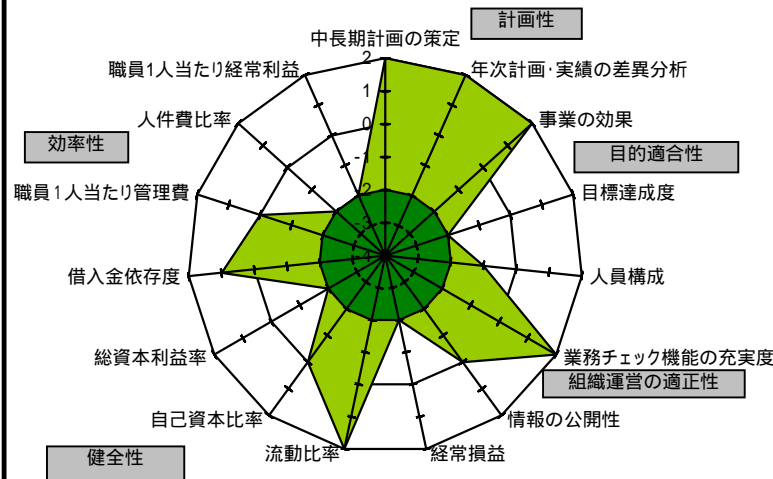 計画性
中長期計画の策定
職員1人当たり経常利益
年次計画・実績の差異分析
人件費比率
事業の効果
効率性
目的適合性
職員1人当たり管理費
目標達成度
借入金依存度
人員構成
総資本利益率
業務チェック機能の充実度
組織運営の適正性
自己資本比率
情報の公開性
流動比率
経常損益
健全性
2
1
0
-1
-2
-3
-4